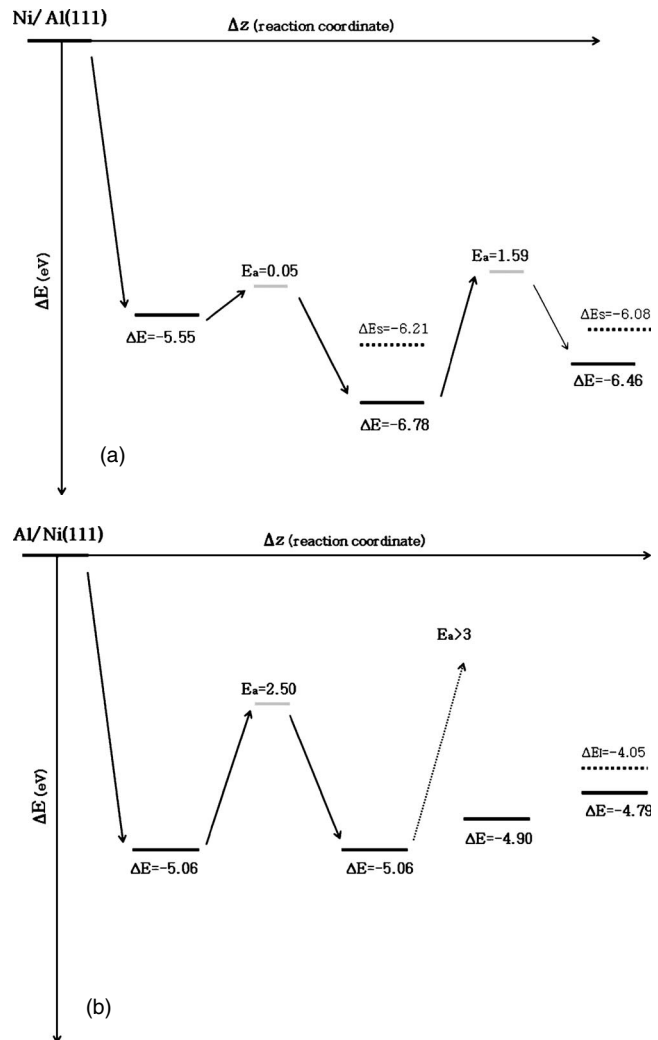 Ni/Al(111)
Δz (reaction coordinate)
ΔE (eV)
Eₐ=0.05
Eₐ=1.59
ΔE=−5.55
ΔEs=−6.21
ΔEs=−6.08
ΔE=−6.78
ΔE=−6.46
(a)
Al/Ni(111)
Δz (reaction coordinate)
ΔE (eV)
Eₐ>3
Eₐ=2.50
ΔEI=−4.05
ΔE=−5.06
ΔE=−5.06
ΔE=−4.90
ΔE=−4.79
(b)